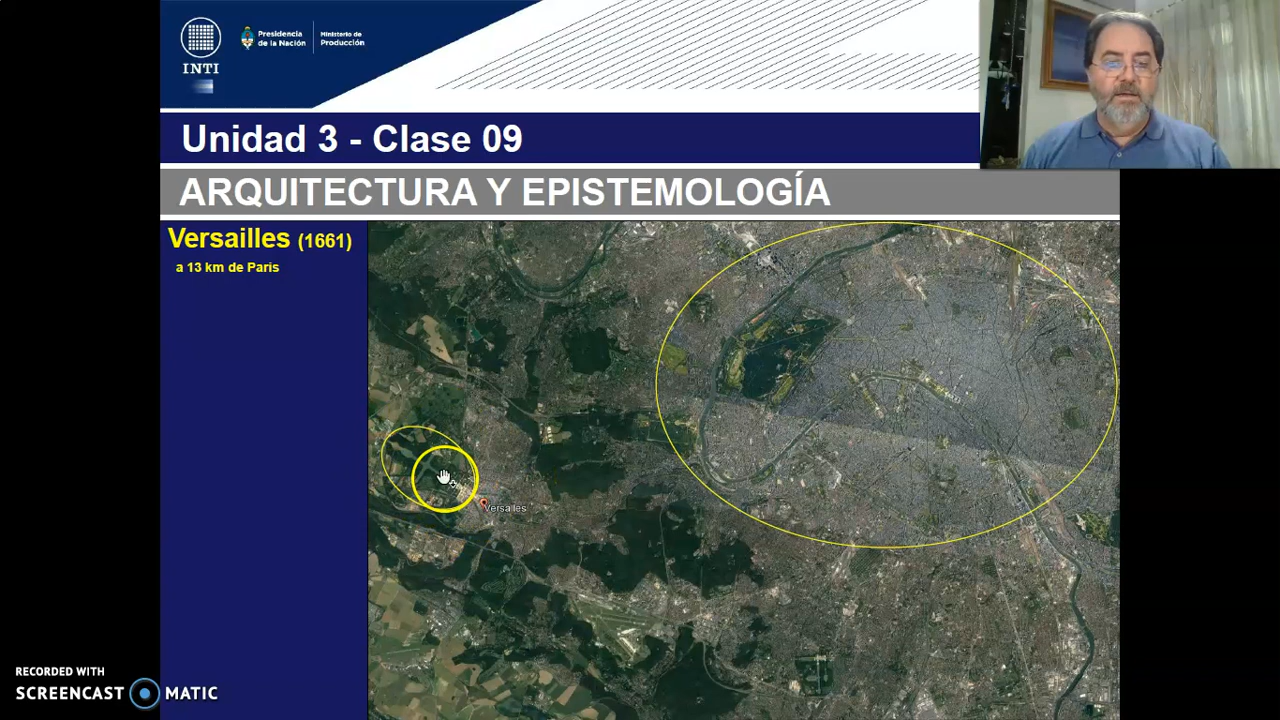 INTI
Presidencia
de la Nación
Ministerio de
Producción
Unidad 3 - Clase 09
ARQUITECTURA Y EPISTEMOLOGÍA
Versailles (1661)
a 13 km de París
Versailles
RECORDED WITH
SCREENCAST MATIC